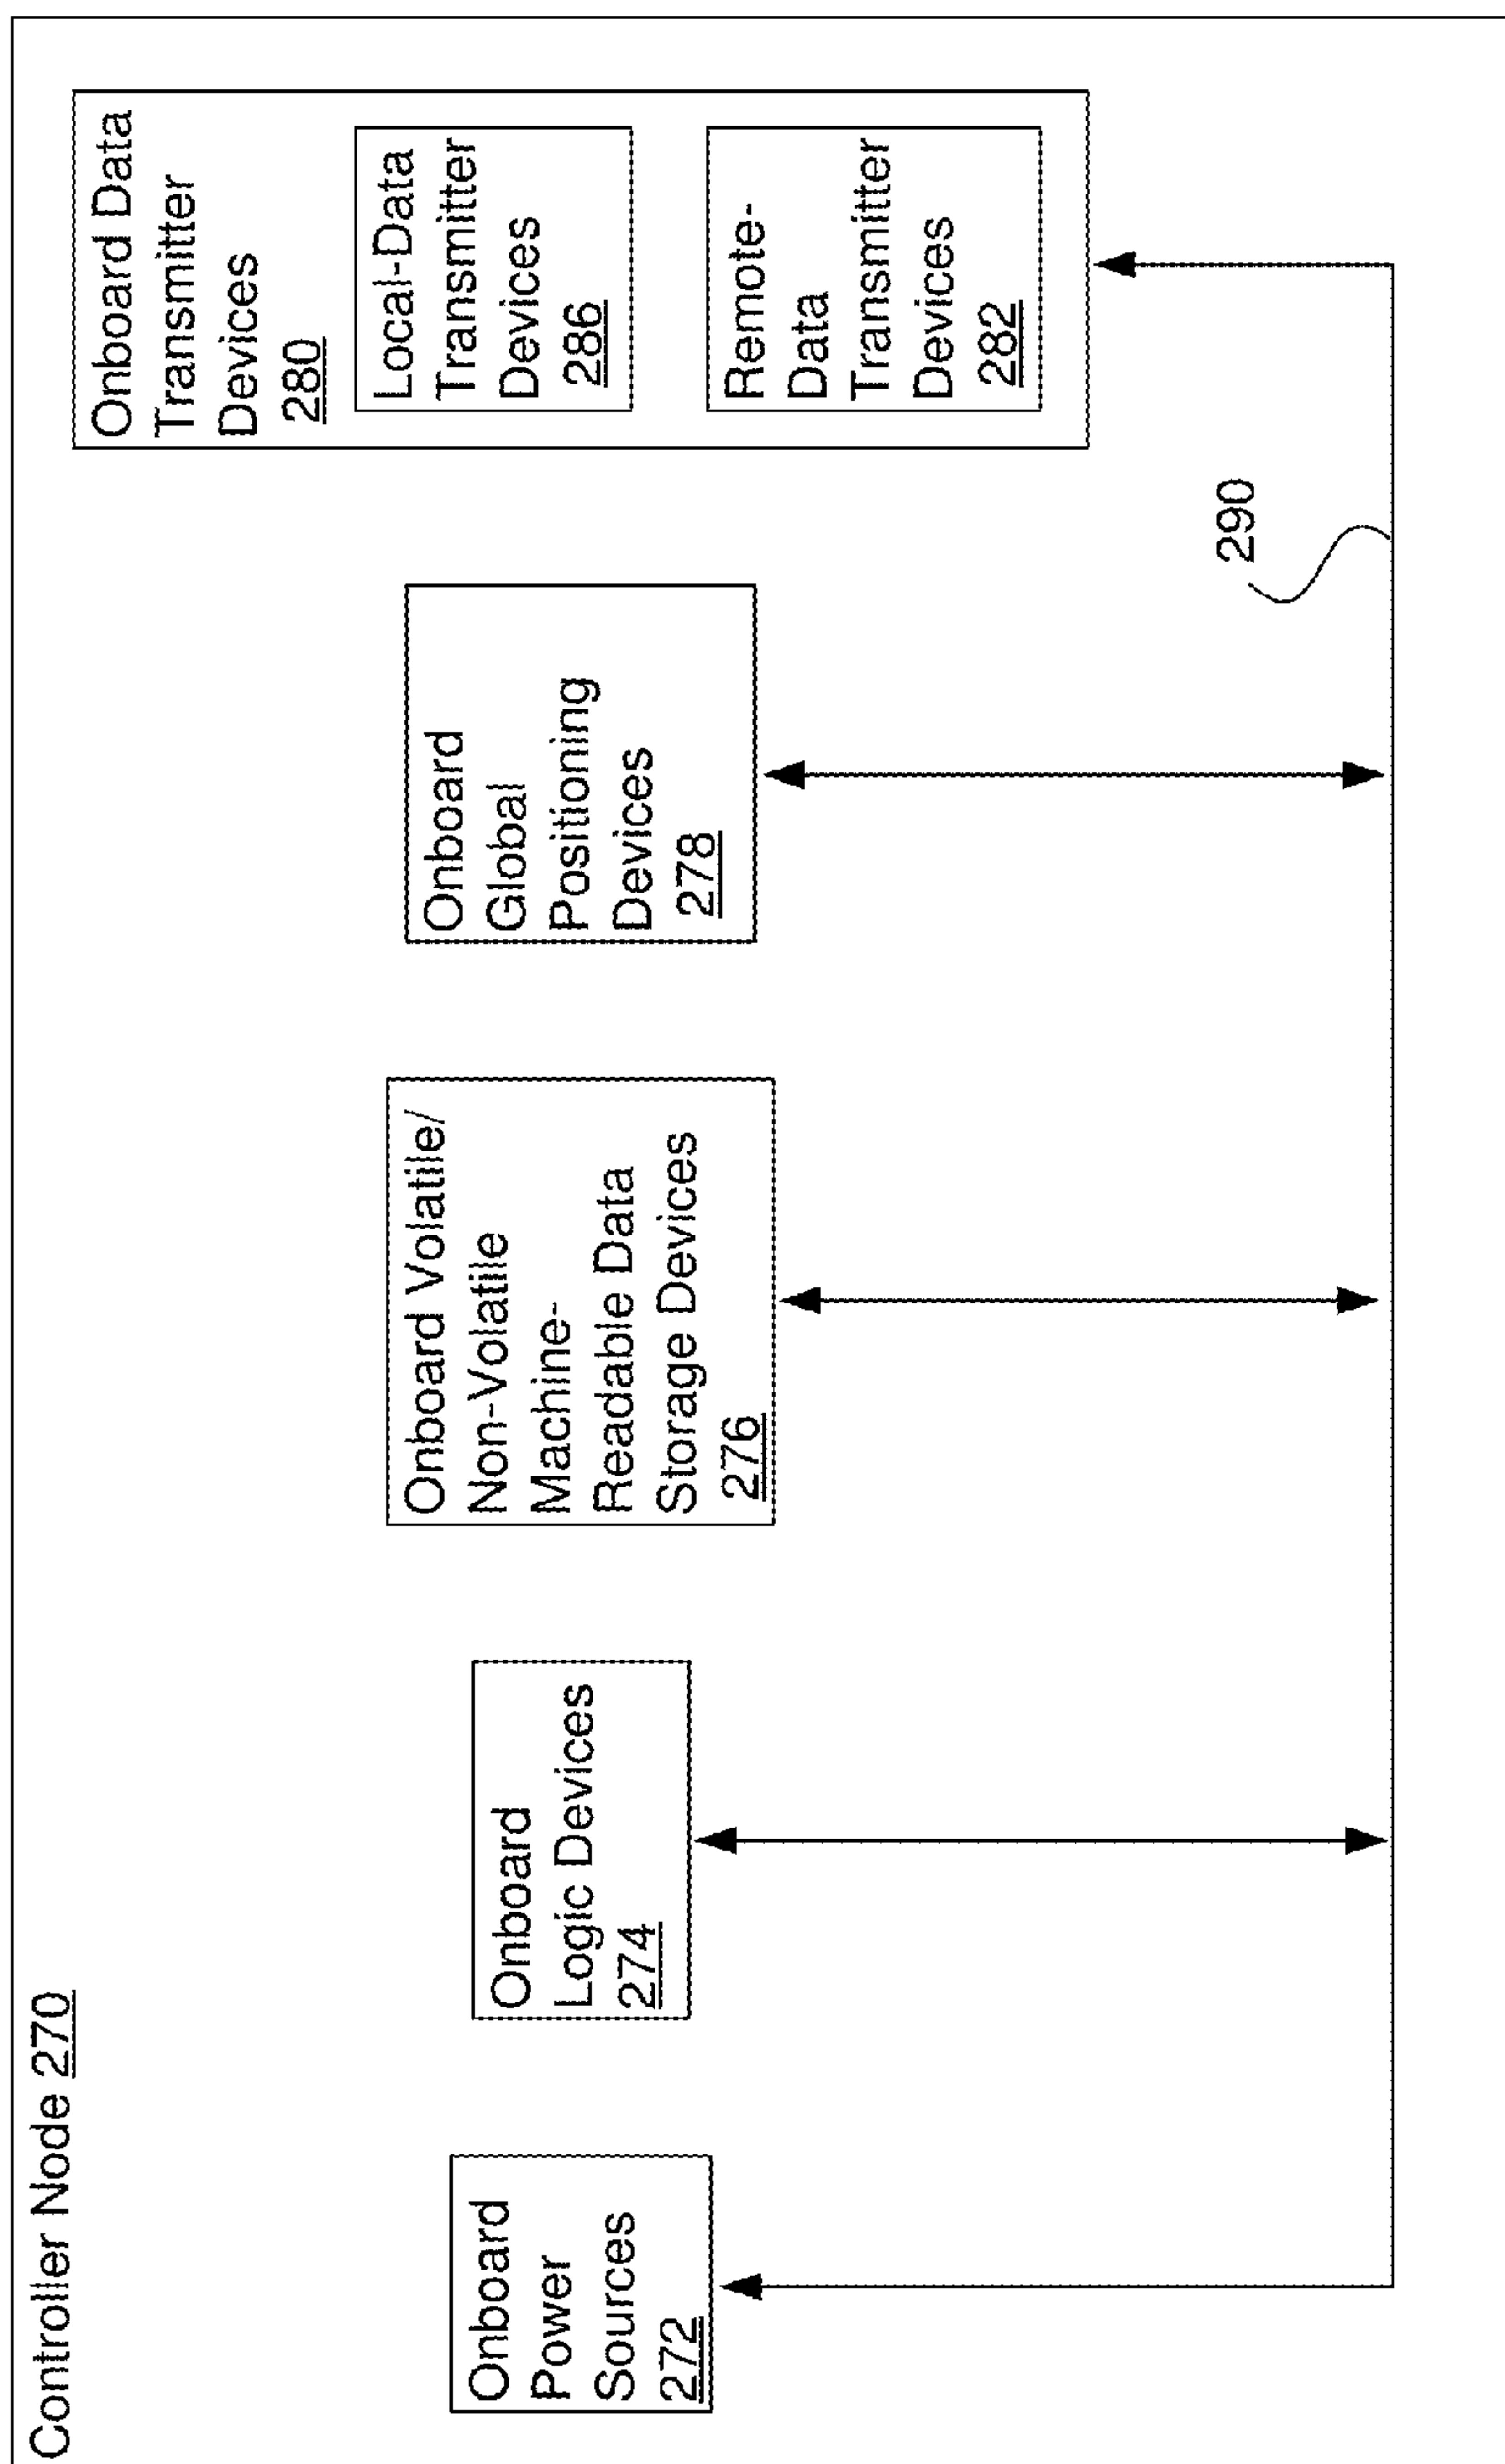 Controller Node 270
Onboard
Power
Sources
272
Onboard
Logic Devices
274
Onboard Volatile/
Non-Volatile
Machine-
Readable Data
Storage Devices
276
Onboard
Global
Positioning
Devices
278
Onboard Data
Transmitter
Devices
280
Local-Data
Transmitter
Devices
286
Remote-
Data
Transmitter
Devices
282
290